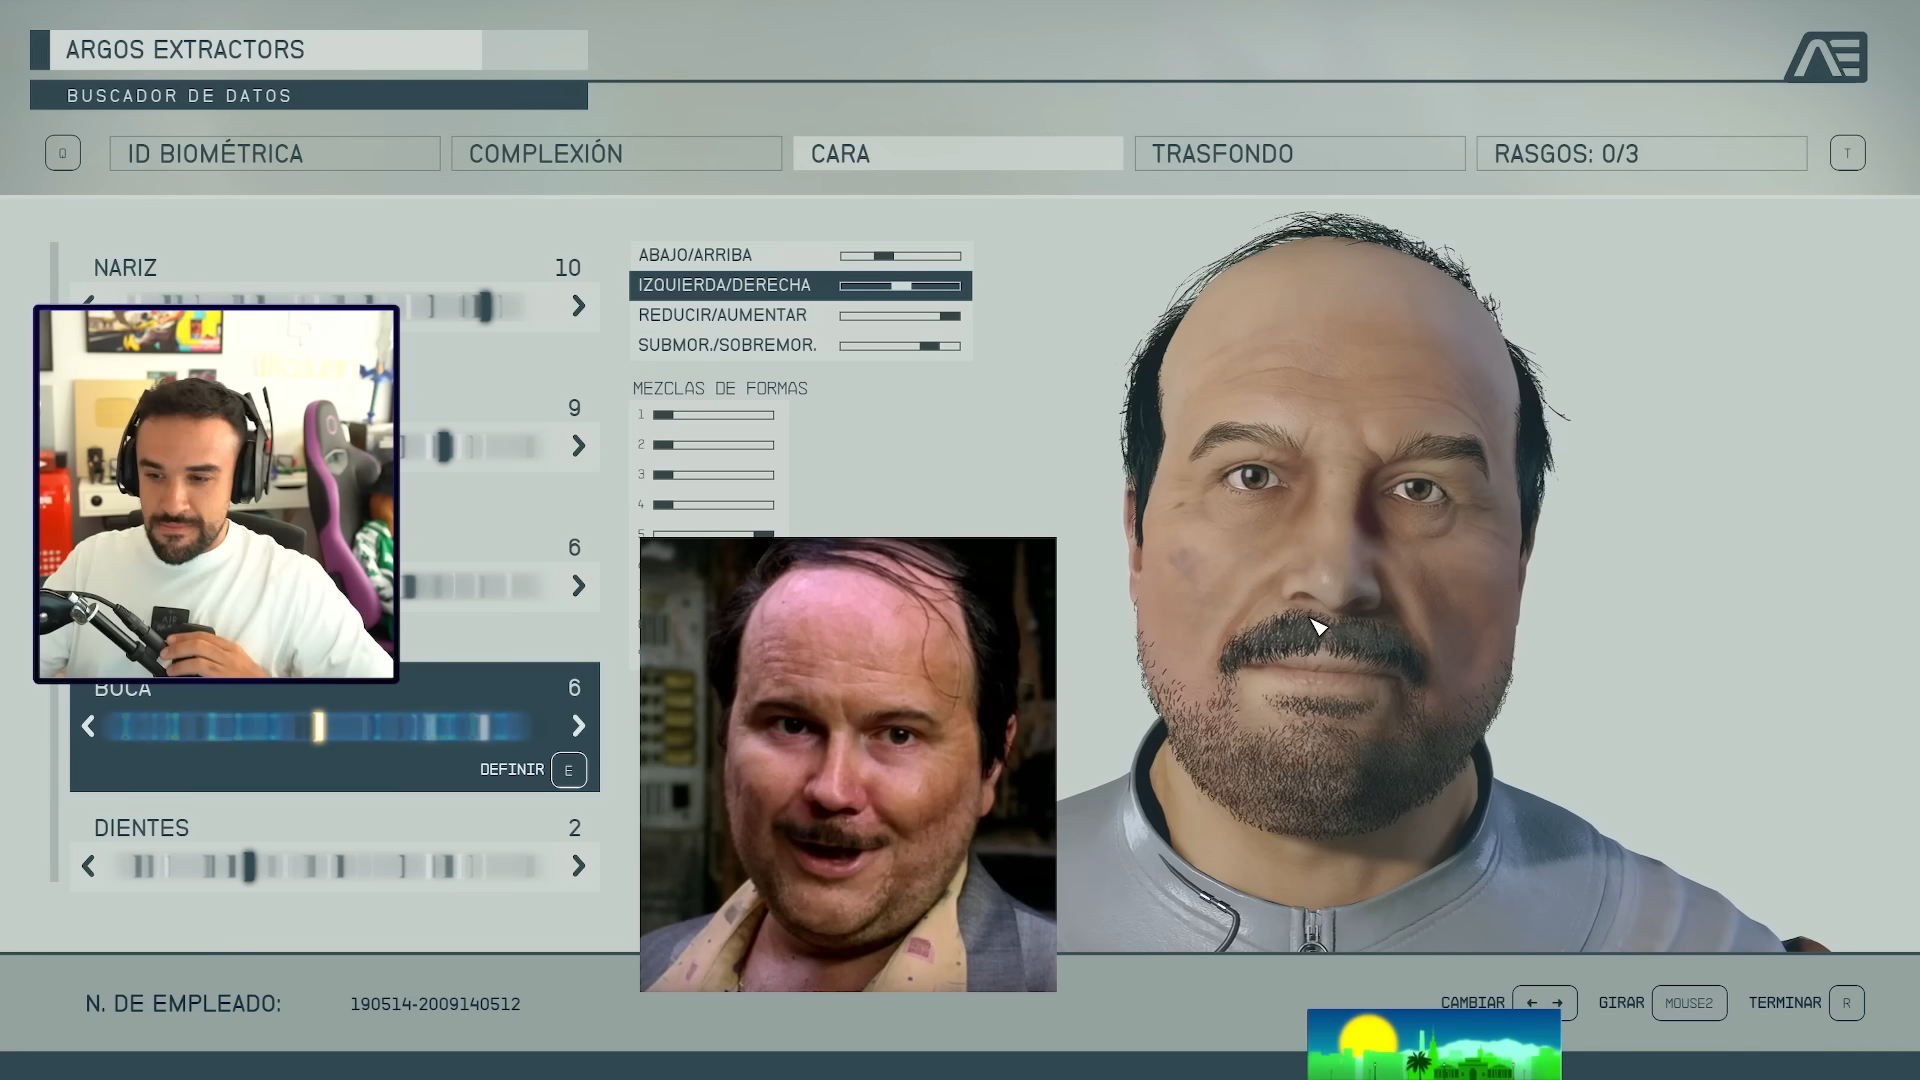 ARGOS EXTRACTORS
BUSCADOR DE DATOS
AE
Q
ID BIOMÉTRICA
COMPLEXIÓN
CARA
TRASFONDO
RASGOS: 0/3
T
NARIZ
10
9
6
BOCA
6
DEFINIR
E
DIENTES
2
ABAJO/ARRIBA
IZQUIERDA/DERECHA
REDUCIR/AUMENTAR
SUBMOR./SOBREMOR.
MEZCLAS DE FORMAS
1
2
3
4
5
N. DE EMPLEADO:
190514-2009140512
CAMBIAR
← →
GIRAR
MOUSE2
TERMINAR
R